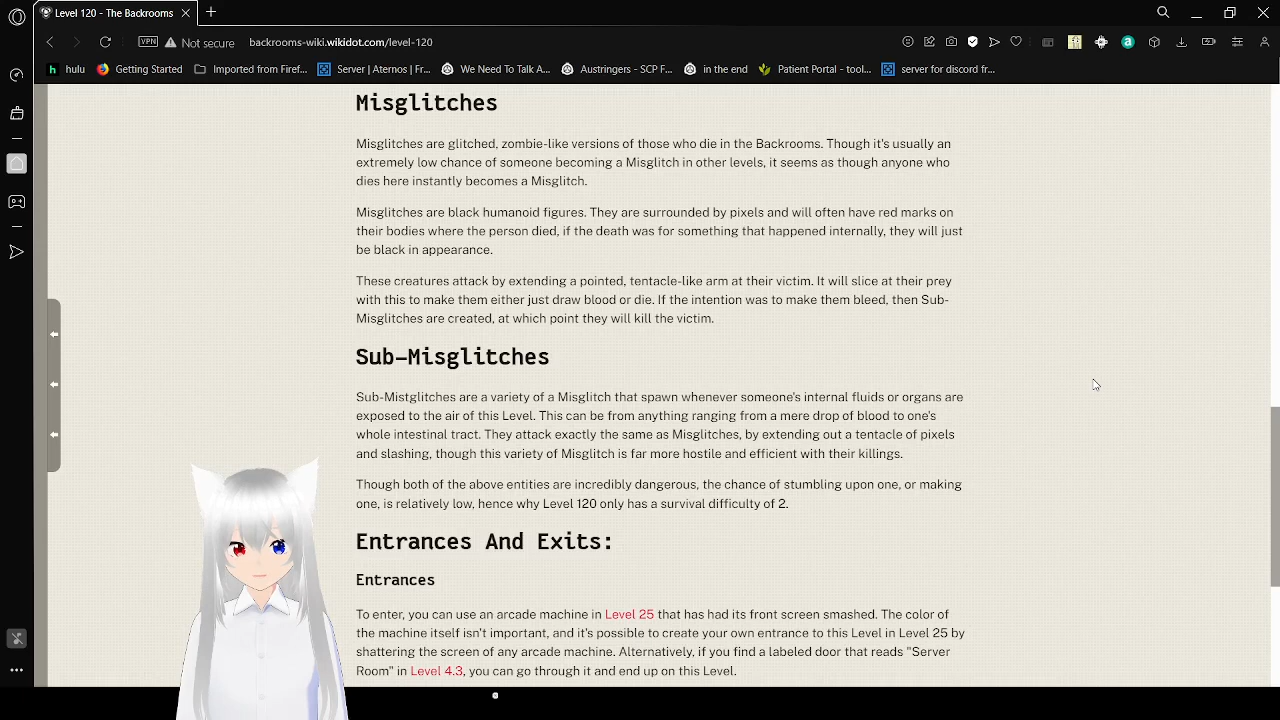 Level 120 - The Backrooms
VPN
Not secure
backrooms-wiki.wikidot.com/level-120
hulu
Getting Started
Imported from Firef...
Server | Aternos | Fr...
We Need To Talk A...
Austringers - SCP F...
in the end
Patient Portal - tool...
server for discord fr...
Misglitches
Misglitches are glitched, zombie-like versions of those who die in the Backrooms. Though it's usually an
extremely low chance of someone becoming a Misglitch in other levels, it seems as though anyone who
dies here instantly becomes a Misglitch.
Misglitches are black humanoid figures. They are surrounded by pixels and will often have red marks on
their bodies where the person died, if the death was for something that happened internally, they will just
be black in appearance.
These creatures attack by extending a pointed, tentacle-like arm at their victim. It will slice at their prey
with this to make them either just draw blood or die. If the intention was to make them bleed, then Sub-
Misglitches are created, at which point they will kill the victim.
Sub-Misglitches
Sub-Mistglitches are a variety of a Misglitch that spawn whenever someone's internal fluids or organs are
exposed to the air of this Level. This can be from anything ranging from a mere drop of blood to one's
whole intestinal tract. They attack exactly the same as Misglitches, by extending out a tentacle of pixels
and slashing, though this variety of Misglitch is far more hostile and efficient with their killings.
Though both of the above entities are incredibly dangerous, the chance of stumbling upon one, or making
one, is relatively low, hence why Level 120 only has a survival difficulty of 2.
Entrances And Exits:
Entrances
To enter, you can use an arcade machine in Level 25 that has had its front screen smashed. The color of
the machine itself isn't important, and it's possible to create your own entrance to this Level in Level 25 by
shattering the screen of any arcade machine. Alternatively, if you find a labeled door that reads "Server
Room" in Level 4.3, you can go through it and end up on this Level.